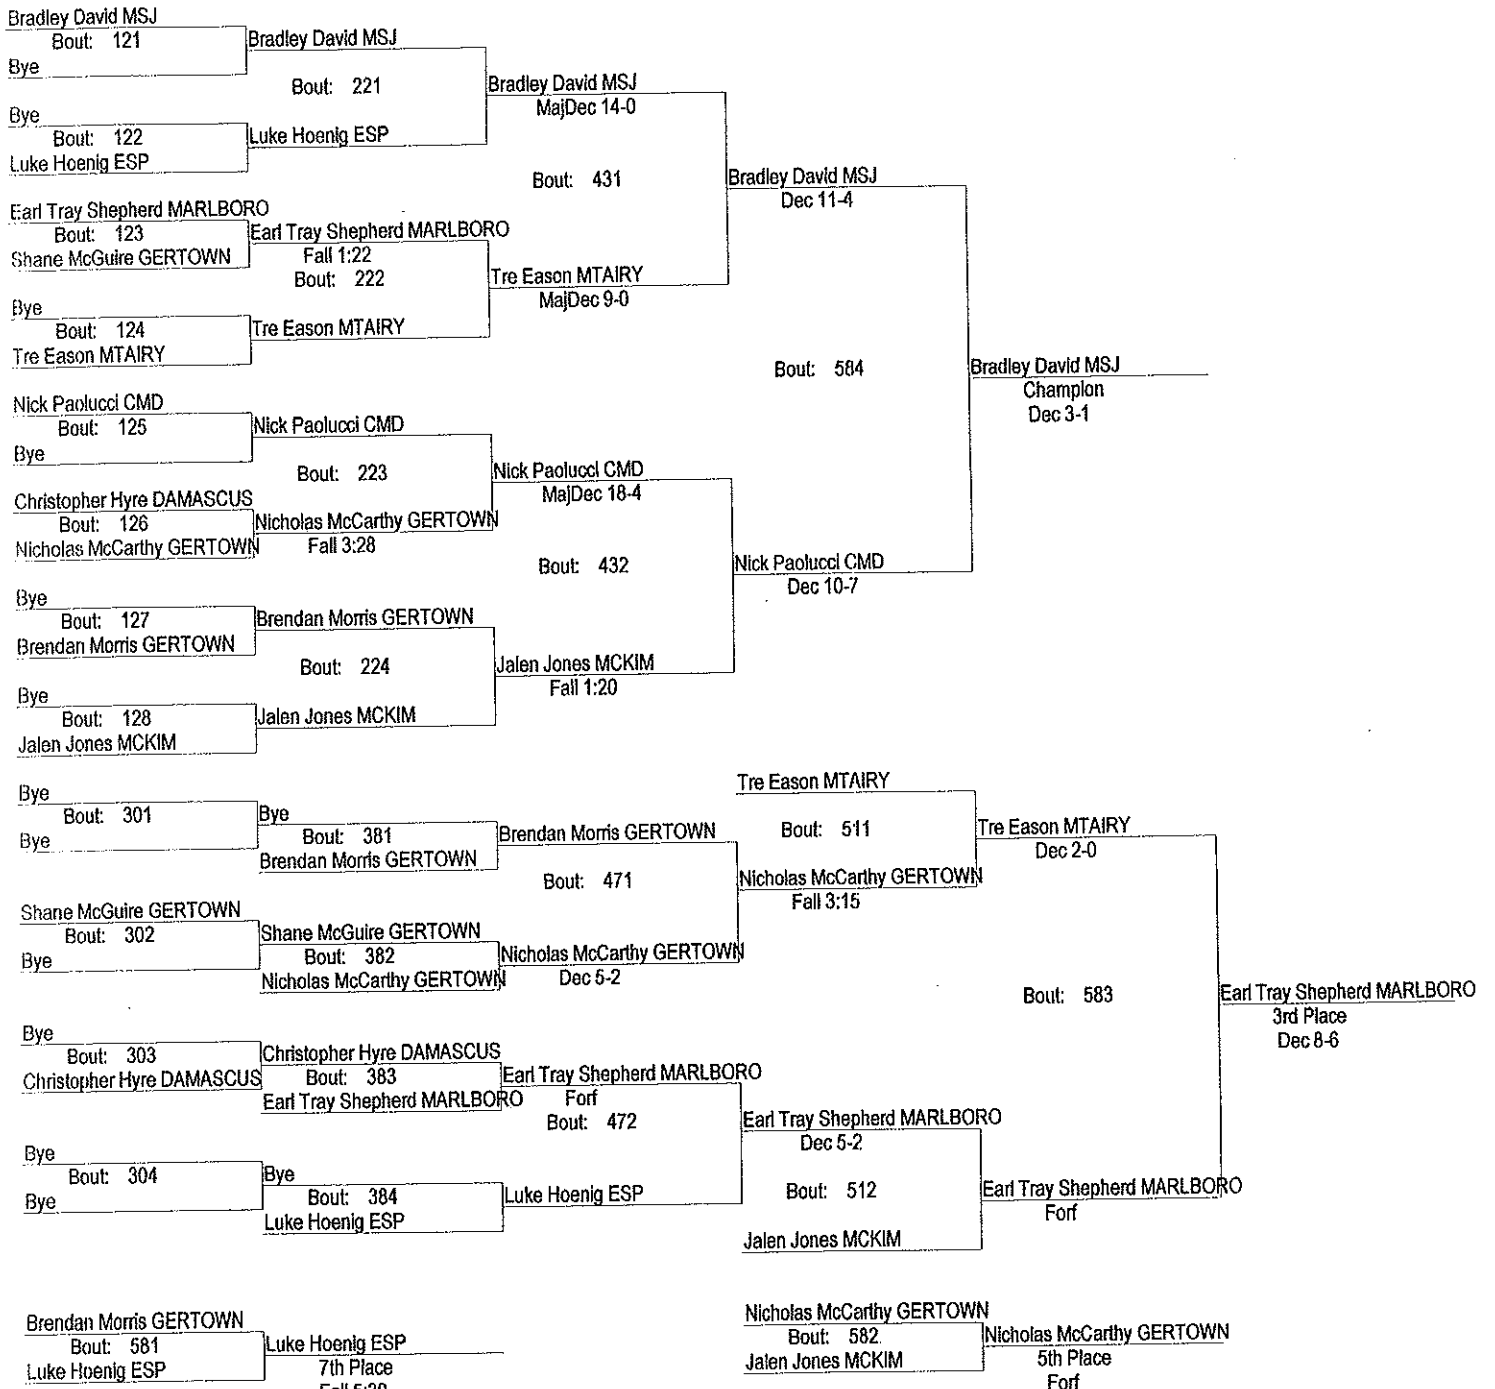 Bradley David MSJ
Bout: 121
Bye
Bradley David MSJ
Bout: 221
Bye
Bout: 122
Luke Hoenig ESP
Luke Hoenig ESP
Bradley David MSJ
MajDec 14-0
Bout: 431
Earl Tray Shepherd MARLBORO
Bout: 123
Shane McGuire GERTOWN
Earl Tray Shepherd MARLBORO
Fall 1:22
Bout: 222
Bye
Bout: 124
Tre Eason MTAIRY
Tre Eason MTAIRY
Tre Eason MTAIRY
MajDec 9-0
Bradley David MSJ
Dec 11-4
Bout: 584
Bradley David MSJ
Champion
Dec 3-1
Nick Paolucci CMD
Bout: 125
Bye
Nick Paolucci CMD
Bout: 223
Christopher Hyre DAMASCUS
Bout: 126
Nicholas McCarthy GERTOWN
Nicholas McCarthy GERTOWN
Fall 3:28
Nick Paolucci CMD
MajDec 18-4
Bout: 432
Nick Paolucci CMD
Dec 10-7
Bye
Bout: 127
Brendan Morris GERTOWN
Brendan Morris GERTOWN
Bout: 224
Bye
Bout: 128
Jalen Jones MCKIM
Jalen Jones MCKIM
Jalen Jones MCKIM
Fall 1:20
Bye
Bout: 301
Bye
Bye
Bout: 381
Brendan Morris GERTOWN
Brendan Morris GERTOWN
Bout: 471
Shane McGuire GERTOWN
Bout: 302
Bye
Shane McGuire GERTOWN
Bout: 382
Nicholas McCarthy GERTOWN
Nicholas McCarthy GERTOWN
Dec 5-2
Tre Eason MTAIRY
Bout: 511
Nicholas McCarthy GERTOWN
Fall 3:15
Tre Eason MTAIRY
Dec 2-0
Bout: 583
Earl Tray Shepherd MARLBORO
3rd Place
Dec 8-6
Bye
Bout: 303
Christopher Hyre DAMASCUS
Christopher Hyre DAMASCUS
Bout: 383
Earl Tray Shepherd MARLBORO
Earl Tray Shepherd MARLBORO
Forf
Bout: 472
Bye
Bout: 304
Bye
Bye
Bout: 384
Luke Hoenig ESP
Luke Hoenig ESP
Earl Tray Shepherd MARLBORO
Dec 5-2
Bout: 512
Jalen Jones MCKIM
Earl Tray Shepherd MARLBORO
Forf
Brendan Morris GERTOWN
Bout: 581
Luke Hoenig ESP
Luke Hoenig ESP
7th Place
Nicholas McCarthy GERTOWN
Bout: 582
Jalen Jones MCKIM
Nicholas McCarthy GERTOWN
5th Place
Forf